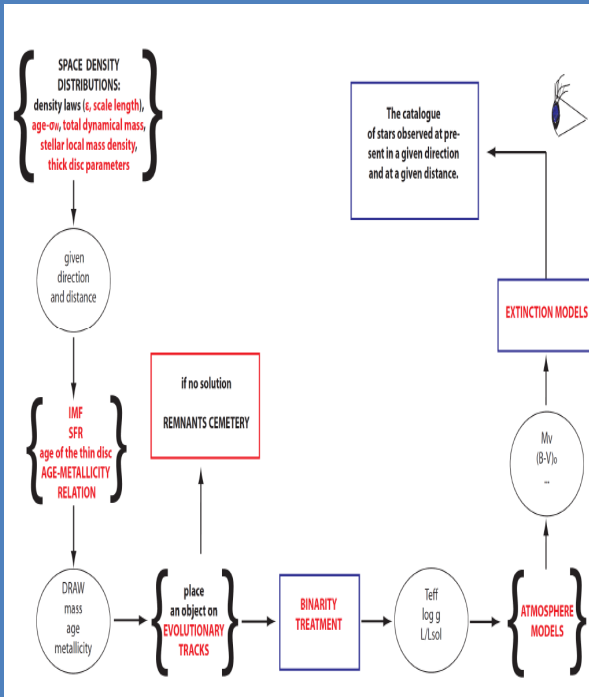 SPACE DENSITY
DISTRIBUTIONS:
density laws (ε, scale length),
age-σw, total dynamical mass,
stellar local mass density,
thick disc parameters
given
direction
and distance
IMF
SFR
age of the thin disc
AGE-METALLICITY
RELATION
DRAW
mass
age
metallicity
if no solution
REMNANTS CEMETERY
place
an object on
EVOLUTIONARY
TRACKS
BINARITY
TREATMENT
Teff
log g
L/Lsol
ATMOSPHERE
MODELS
Mv
(B-V)o
...
EXTINCTION MODELS
The catalogue
of stars observed at pre-
sent in a given direction
and at a given distance.